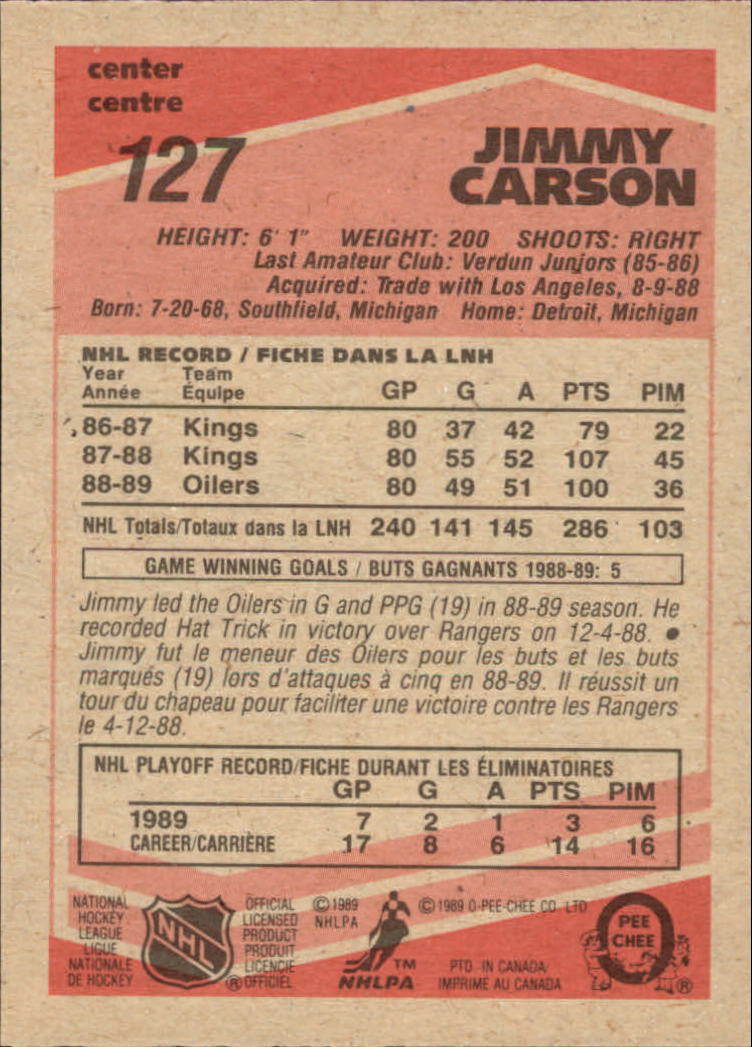 center
centre
127
JIMMY
CARSON
HEIGHT: 6' 1" WEIGHT: 200 SHOOTS: RIGHT
Last Amateur Club: Verdun Juniors (85-86)
Acquired: Trade with Los Angeles, 8-9-88
Born: 7-20-68, Southfield, Michigan Home: Detroit, Michigan
NHL RECORD / FICHE DANS LA LNH
Year Team
Année Équipe GP G A PTS PIM
86-87 Kings 80 37 42 79 22
87-88 Kings 80 55 52 107 45
88-89 Oilers 80 49 51 100 36
NHL Totals/Totaux dans la LNH 240 141 145 286 103
GAME WINNING GOALS / BUTS GAGNANTS 1988-89: 5
Jimmy led the Oilers in G and PPG (19) in 88-89 season. He
recorded Hat Trick in victory over Rangers on 12-4-88. ●
Jimmy fut le meneur des Oilers pour les buts et les buts
marqués (19) lors d'attaques à cinq en 88-89. Il réussit un
tour du chapeau pour faciliter une victoire contre les Rangers
le 4-12-88.
NHL PLAYOFF RECORD/FICHE DURANT LES ÉLIMINATOIRES
GP G A PTS PIM
1989 7 2 1 3 6
CAREER/CARRIÈRE 17 8 6 14 16
NATIONAL
HOCKEY
LEAGUE
LIGUE
NATIONALE
DE HOCKEY
NHL
OFFICIAL
LICENSED
PRODUCT
PRODUIT
LICENCIE
® OFFICIEL
© 1989
NHLPA
TM
NHLPA
© 1989 O-PEE-CHEE CO. LTD
PTD. IN CANADA/
IMPRIME AU CANADA
O
PEE
CHEE
®